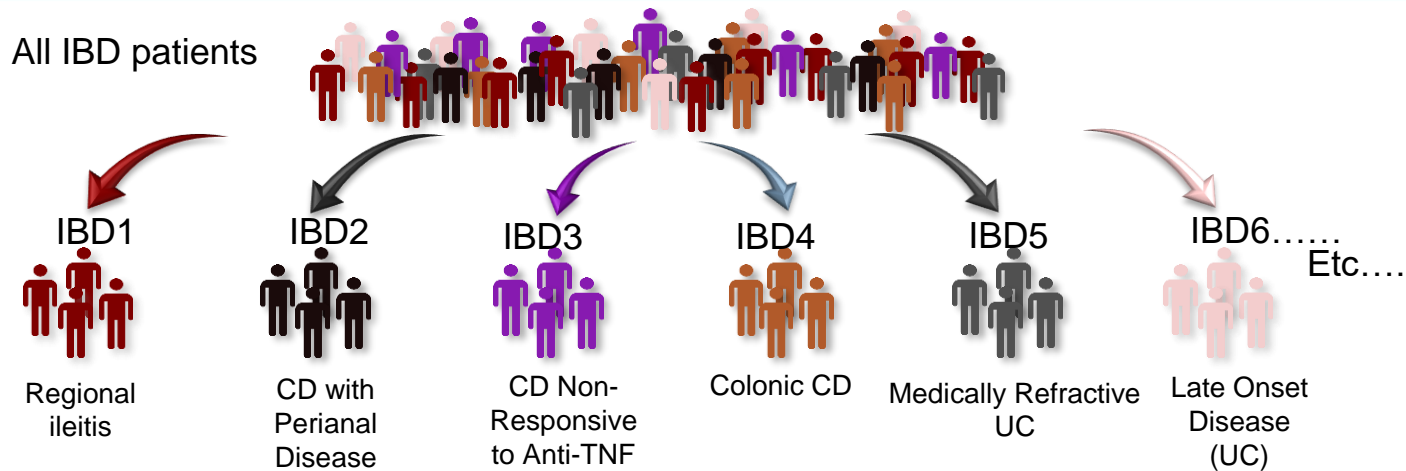 All IBD patients
IBD1
IBD2
IBD3
IBD4
IBD5
IBD6……
Etc….
Regional
ileitis
CD with
Perianal
Disease
CD Non-
Responsive
to Anti-TNF
Colonic CD
Medically Refractive
UC
Late Onset
Disease
(UC)